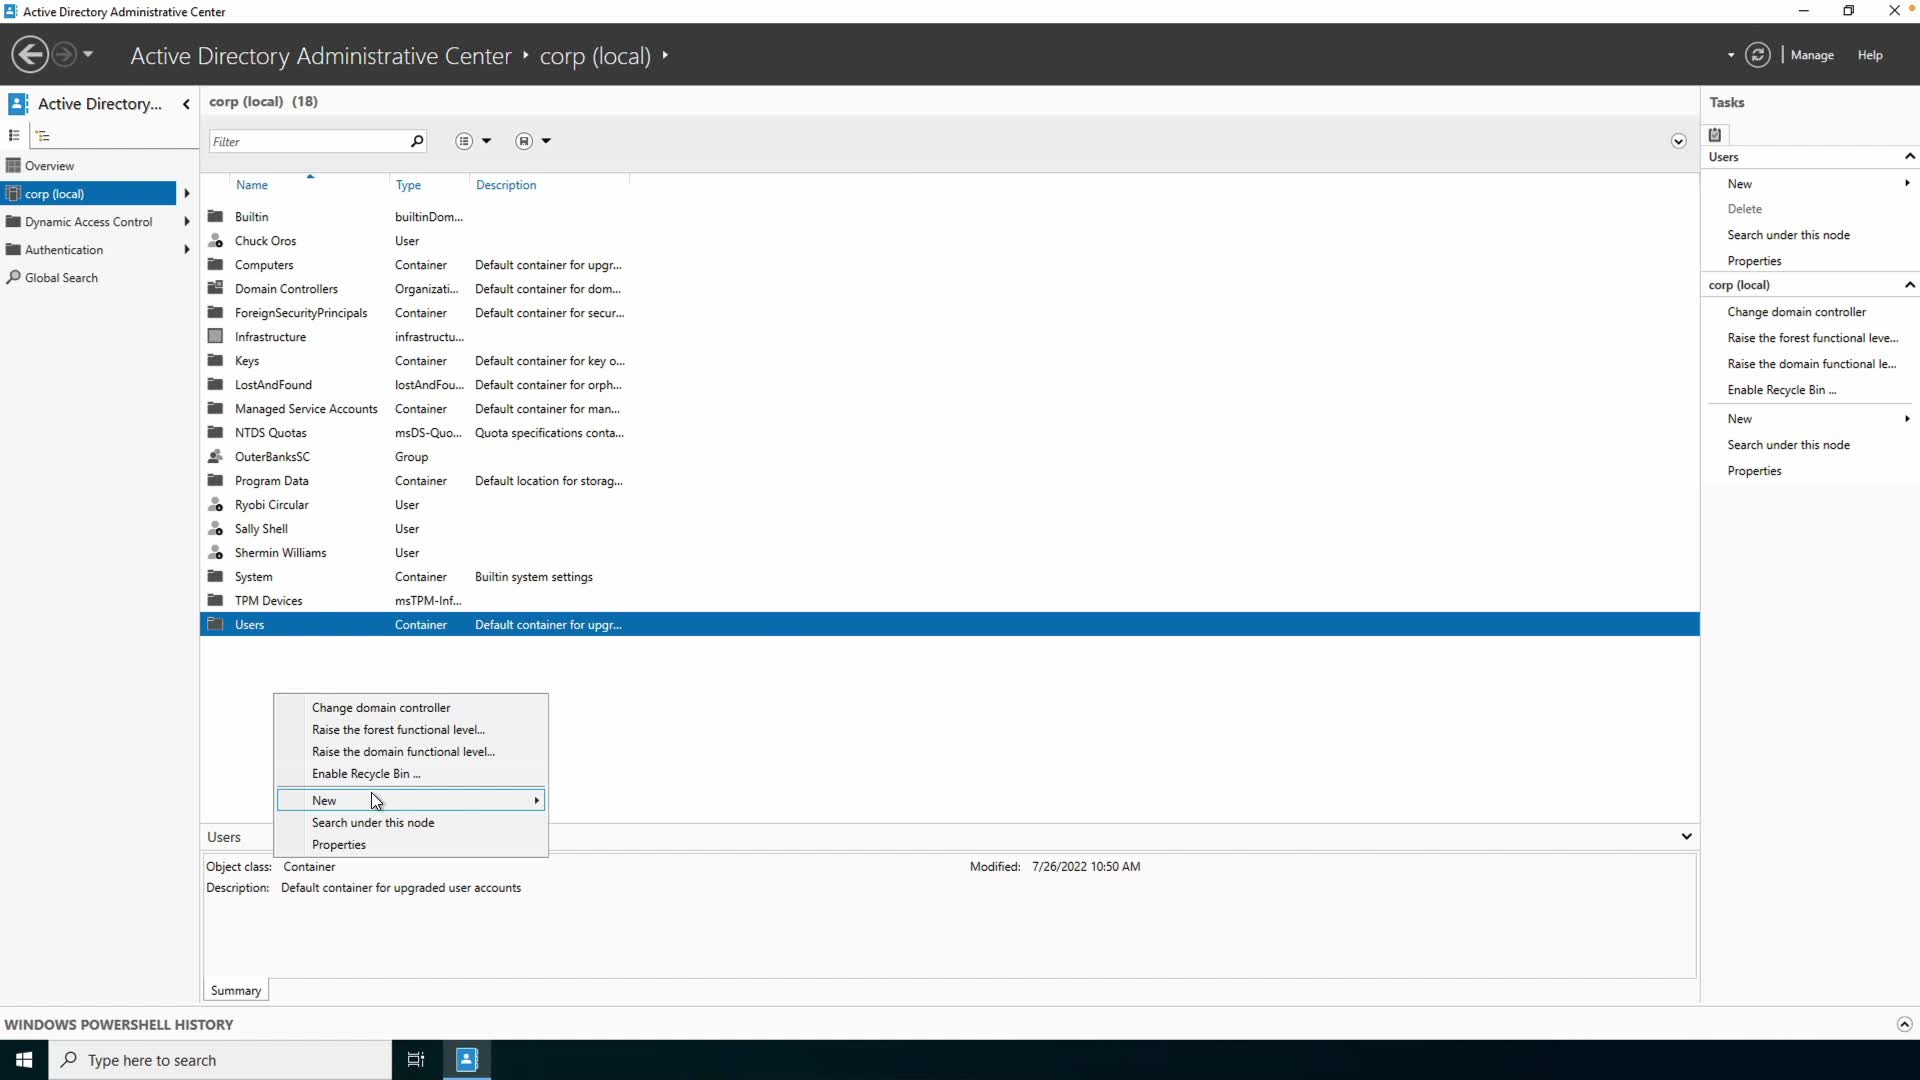 Active Directory Administrative Center
Active Directory Administrative Center corp (local)
Manage Help
Active Directory...
Overview
corp (local)
Dynamic Access Control
Authentication
Global Search
corp (local) (18)
Filter
Name Type Description
Builtin builtinDom...
Chuck Oros User
Computers Container Default container for upgr...
Domain Controllers Organizati... Default container for dom...
ForeignSecurityPrincipals Container Default container for secur...
Infrastructure infrastructu...
Keys Container Default container for key o...
LostAndFound lostAndFou... Default container for orph...
Managed Service Accounts Container Default container for man...
NTDS Quotas msDS-Quo... Quota specifications conta...
OuterBanksSC Group
Program Data Container Default location for storag...
Ryobi Circular User
Sally Shell User
Shermin Williams User
System Container Builtin system settings
TPM Devices msTPM-Inf...
Users Container Default container for upgr...
Change domain controller
Raise the forest functional level...
Raise the domain functional level...
Enable Recycle Bin ...
New
Search under this node
Properties
Users
Object class: Container Modified: 7/26/2022 10:50 AM
Description: Default container for upgraded user accounts
Summary
Tasks
Users
New
Delete
Search under this node
Properties
corp (local)
Change domain controller
Raise the forest functional leve...
Raise the domain functional le...
Enable Recycle Bin ...
New
Search under this node
Properties
WINDOWS POWERSHELL HISTORY
Type here to search